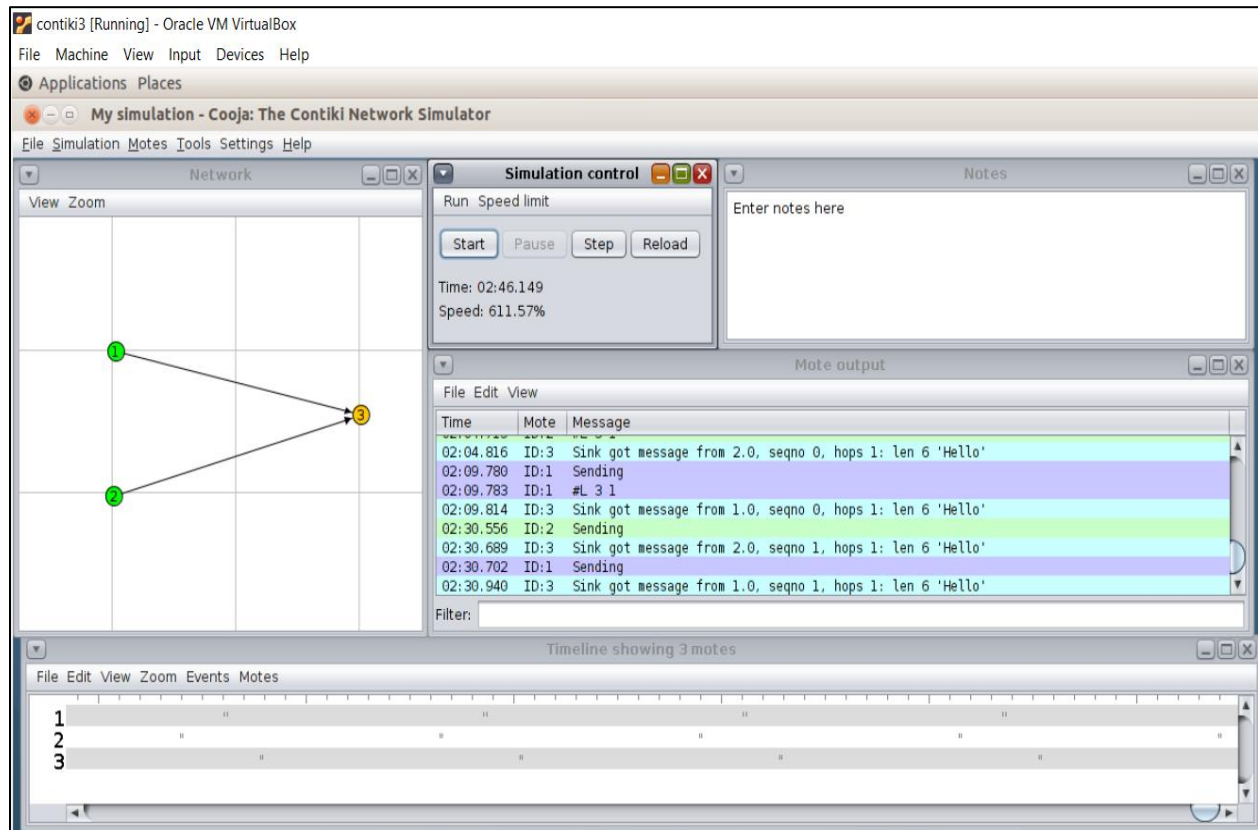 contiki3 [Running] - Oracle VM VirtualBox
File Machine View Input Devices Help
Applications Places
My simulation - Cooja: The Contiki Network Simulator
File Simulation Motes Tools Settings Help
Network
View Zoom
1
2
3
Simulation control
Run Speed limit
Start Pause Step Reload
Time: 02:46.149
Speed: 611.57%
Notes
Enter notes here
Mote output
File Edit View
Time Mote Message
02:04.816 ID:3 Sink got message from 2.0, seqno 0, hops 1: len 6 'Hello'
02:09.780 ID:1 Sending
02:09.783 ID:1 #L 3 1
02:09.814 ID:3 Sink got message from 1.0, seqno 0, hops 1: len 6 'Hello'
02:30.556 ID:2 Sending
02:30.689 ID:3 Sink got message from 2.0, seqno 1, hops 1: len 6 'Hello'
02:30.702 ID:1 Sending
02:30.940 ID:3 Sink got message from 1.0, seqno 1, hops 1: len 6 'Hello'
Filter:
Timeline showing 3 motes
File Edit View Zoom Events Motes
1
2
3